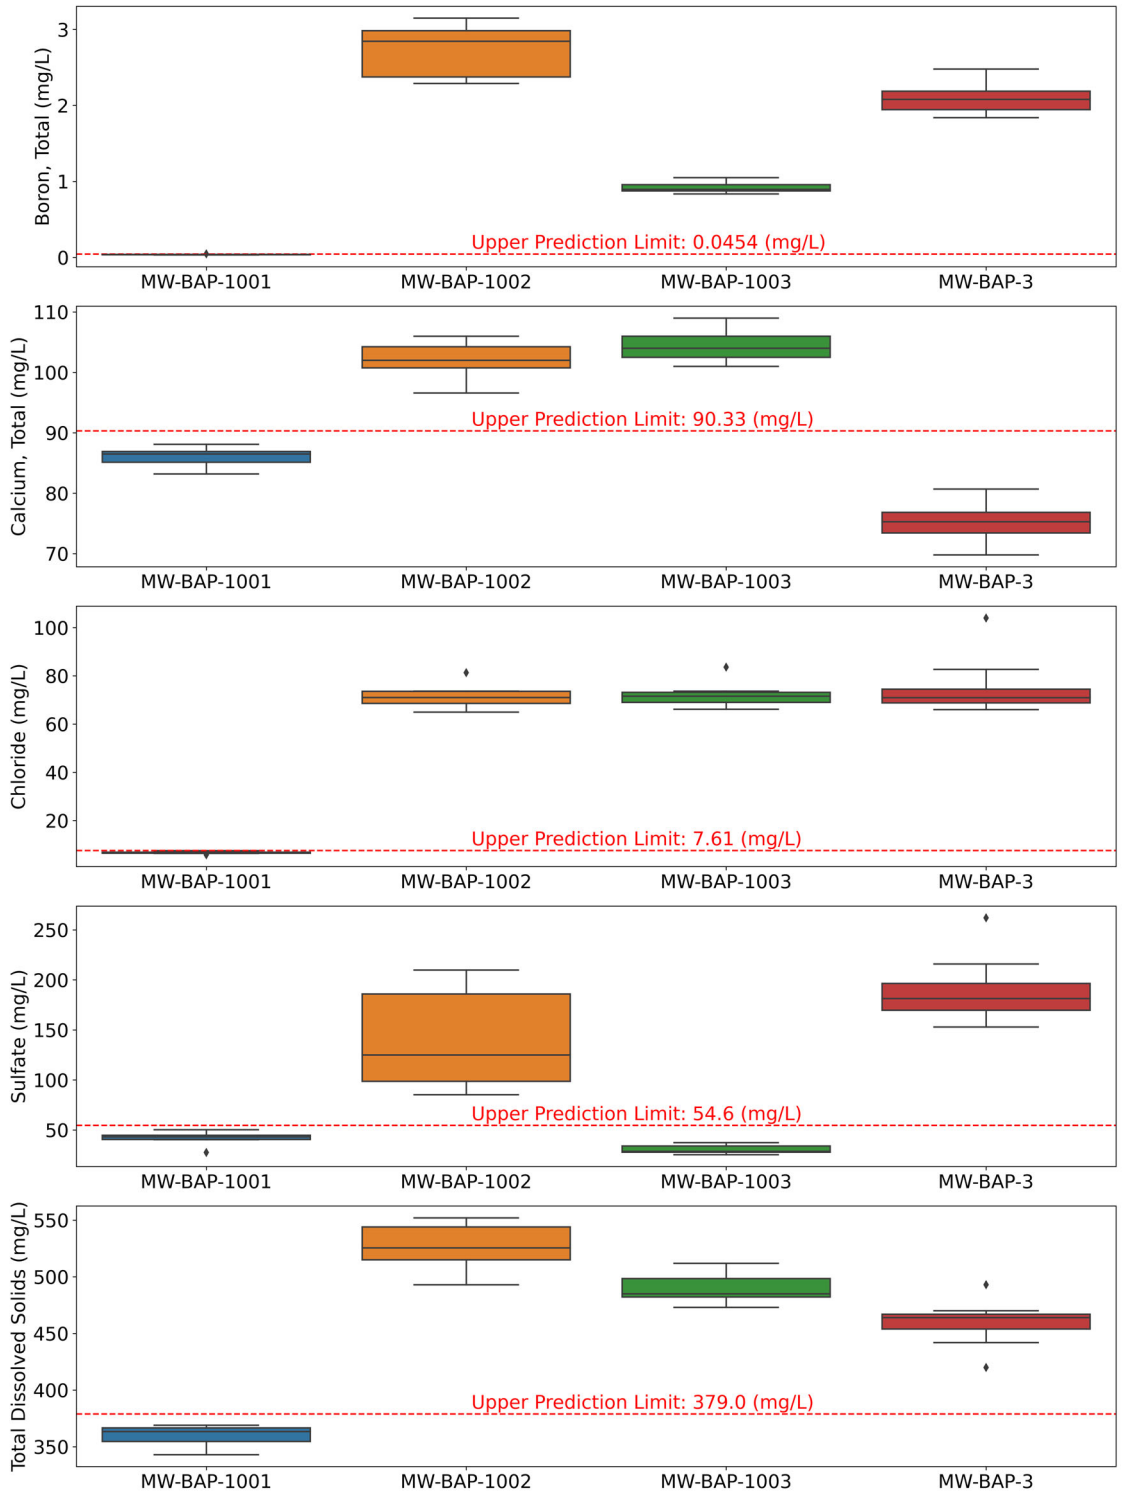 Boron, Total (mg/L)
3
2
1
0
Upper Prediction Limit: 0.0454 (mg/L)
MW-BAP-1001 MW-BAP-1002 MW-BAP-1003 MW-BAP-3
Calcium, Total (mg/L)
110
100
90
80
70
Upper Prediction Limit: 90.33 (mg/L)
MW-BAP-1001 MW-BAP-1002 MW-BAP-1003 MW-BAP-3
Chloride (mg/L)
100
80
60
40
20
Upper Prediction Limit: 7.61 (mg/L)
MW-BAP-1001 MW-BAP-1002 MW-BAP-1003 MW-BAP-3
Sulfate (mg/L)
250
200
150
100
50
Upper Prediction Limit: 54.6 (mg/L)
MW-BAP-1001 MW-BAP-1002 MW-BAP-1003 MW-BAP-3
Total Dissolved Solids (mg/L)
550
500
450
400
350
Upper Prediction Limit: 379.0 (mg/L)
MW-BAP-1001 MW-BAP-1002 MW-BAP-1003 MW-BAP-3